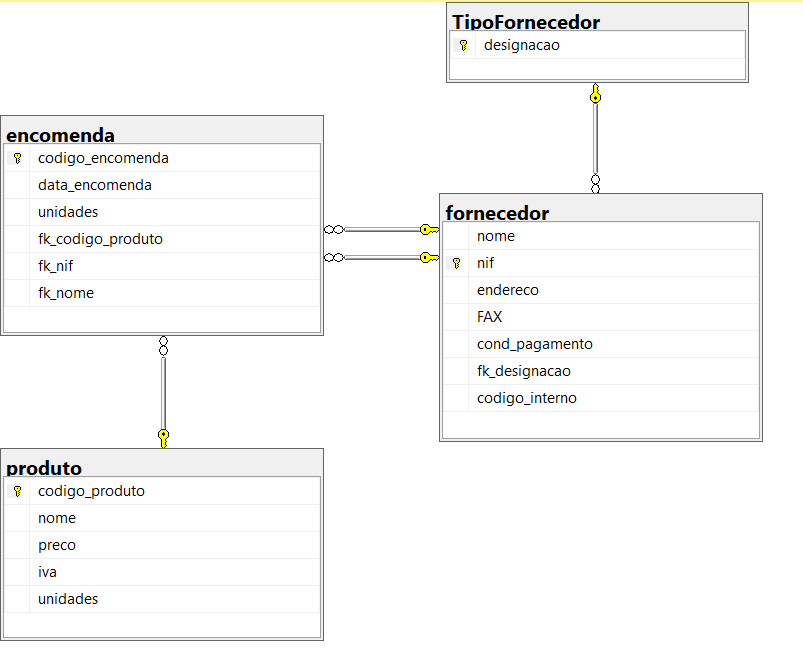 TipoFornecedor
designacao
encomenda
codigo_encomenda
data_encomenda
unidades
fk_codigo_produto
fk_nif
fk_nome
fornecedor
nome
nif
endereco
FAX
cond_pagamento
fk_designacao
codigo_interno
produto
codigo_produto
nome
preco
iva
unidades